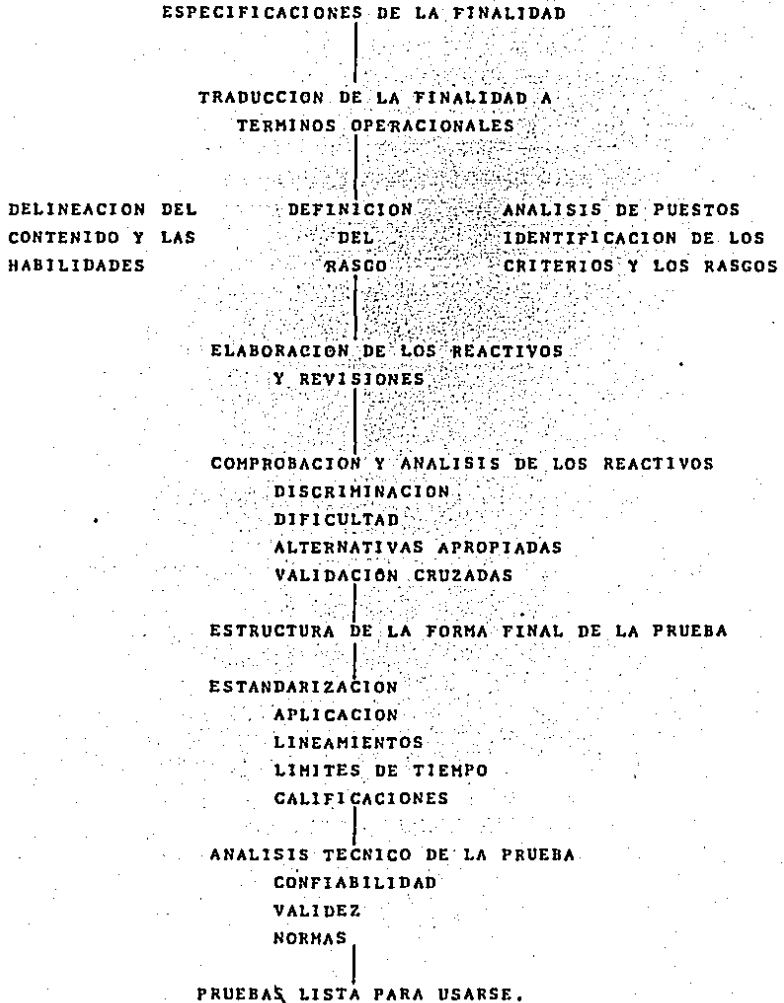 ESPECIFICACIONES DE LA FINALIDAD
TRADUCCION DE LA FINALIDAD A
TERMINOS OPERACIONALES
DELINEACION DEL
CONTENIDO Y LAS
HABILIDADES
DEFINICION
DEL
RASGO
ANALISIS DE PUESTOS
IDENTIFICACION DE LOS
CRITERIOS Y LOS RASGOS
ELABORACION DE LOS REACTIVOS
Y REVISIONES
COMPROBACION Y ANALISIS DE LOS REACTIVOS
DISCRIMINACION
DIFICULTAD
ALTERNATIVAS APROPIADAS
VALIDACIÓN CRUZADAS
ESTRUCTURA DE LA FORMA FINAL DE LA PRUEBA
ESTANDARIZACION
APLICACION
LINEAMIENTOS
LIMITES DE TIEMPO
CALIFICACIONES
ANALISIS TECNICO DE LA PRUEBA
CONFIABILIDAD
VALIDEZ
NORMAS
PRUEBAS LISTA PARA USARSE.